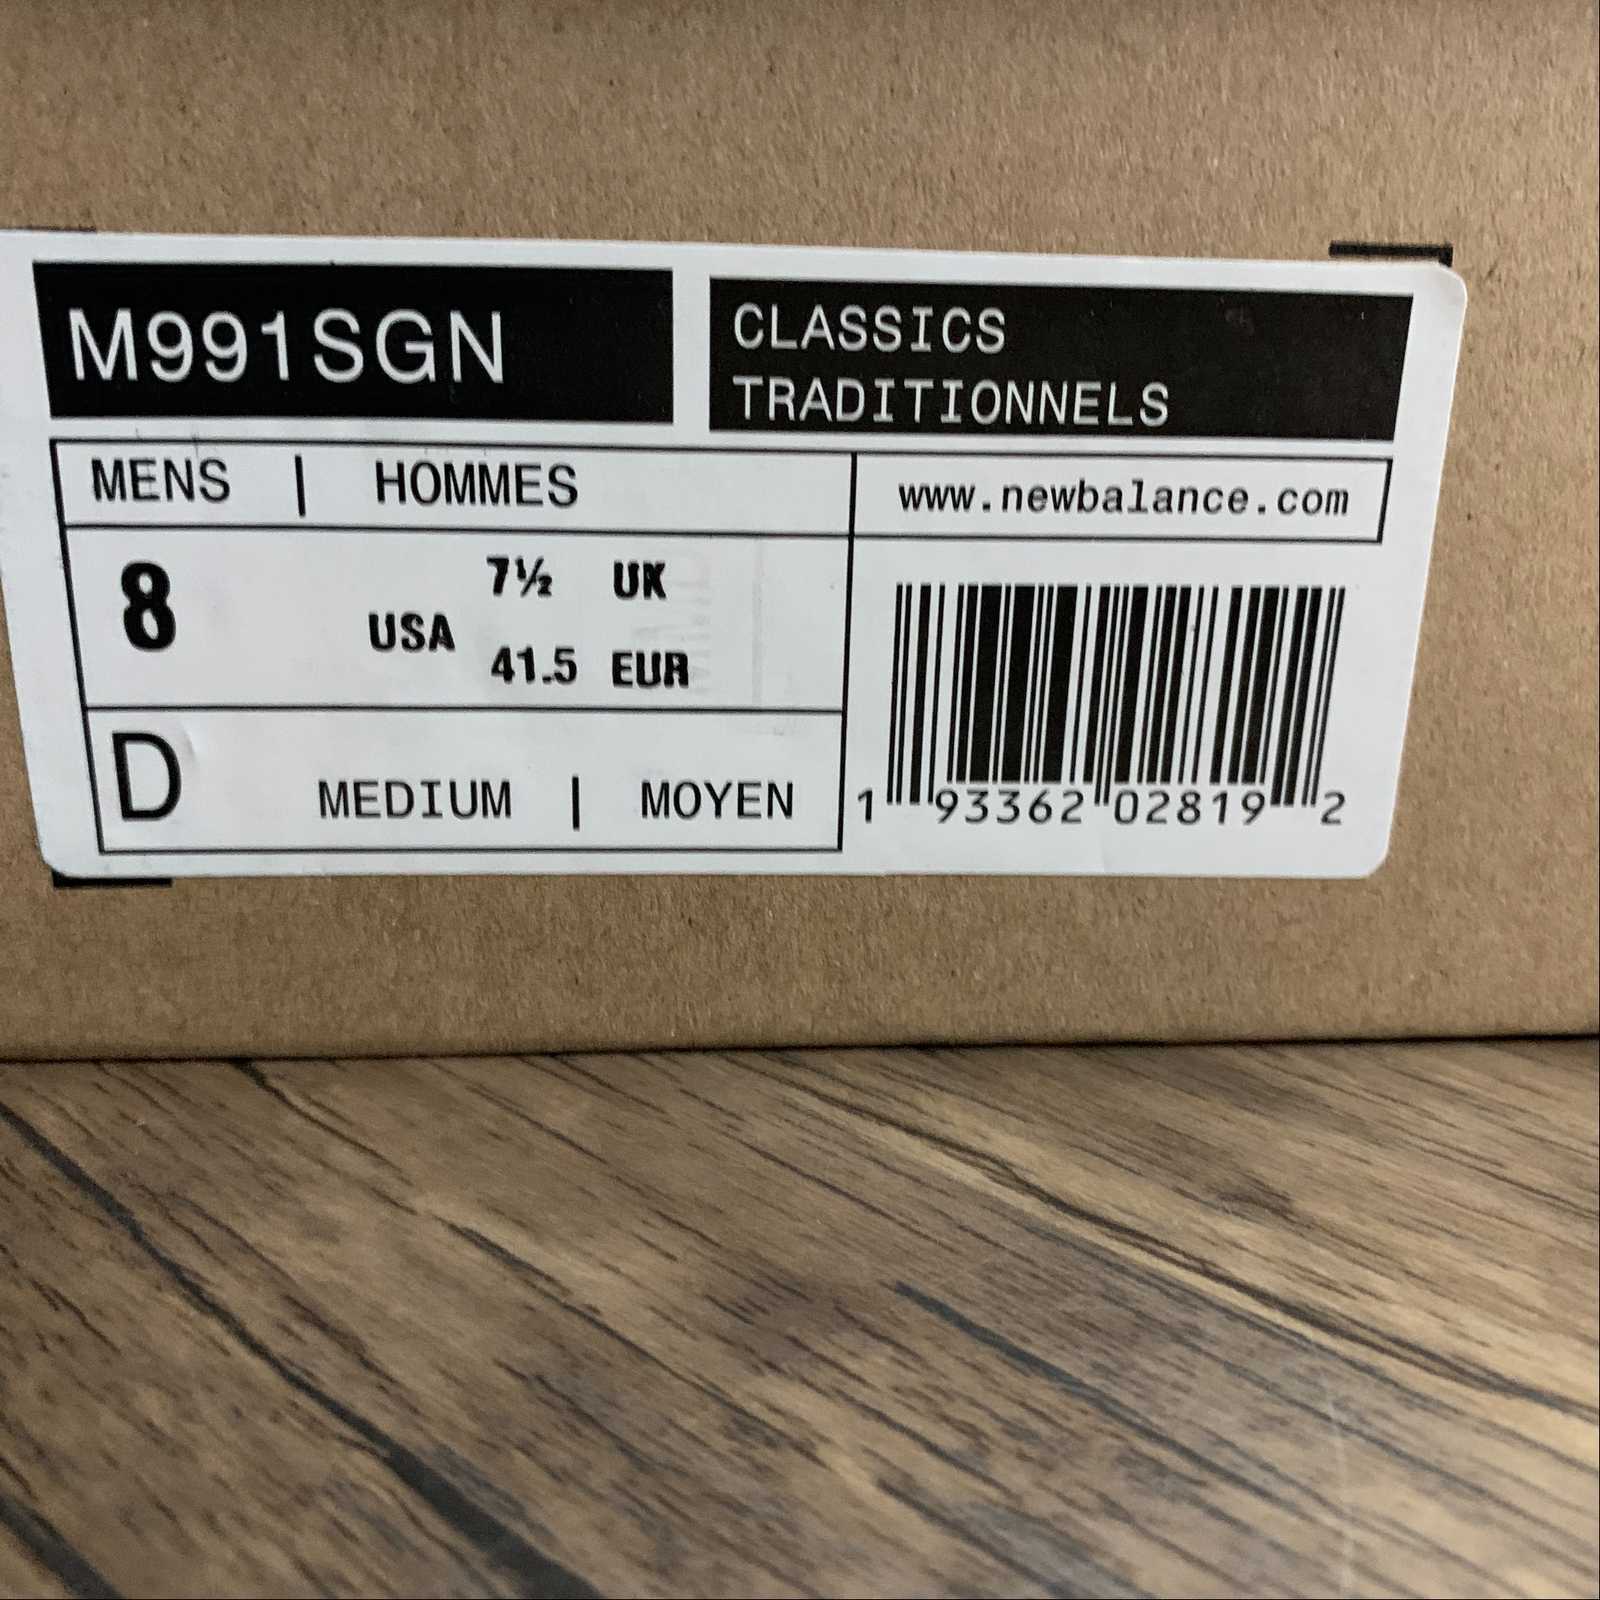 M991SGN
CLASSICS
TRADITIONNELS
MENS | HOMMES
www.newbalance.com
8 USA
7½ UK
41.5 EUR
D MEDIUM | MOYEN
1 93362 02819 2